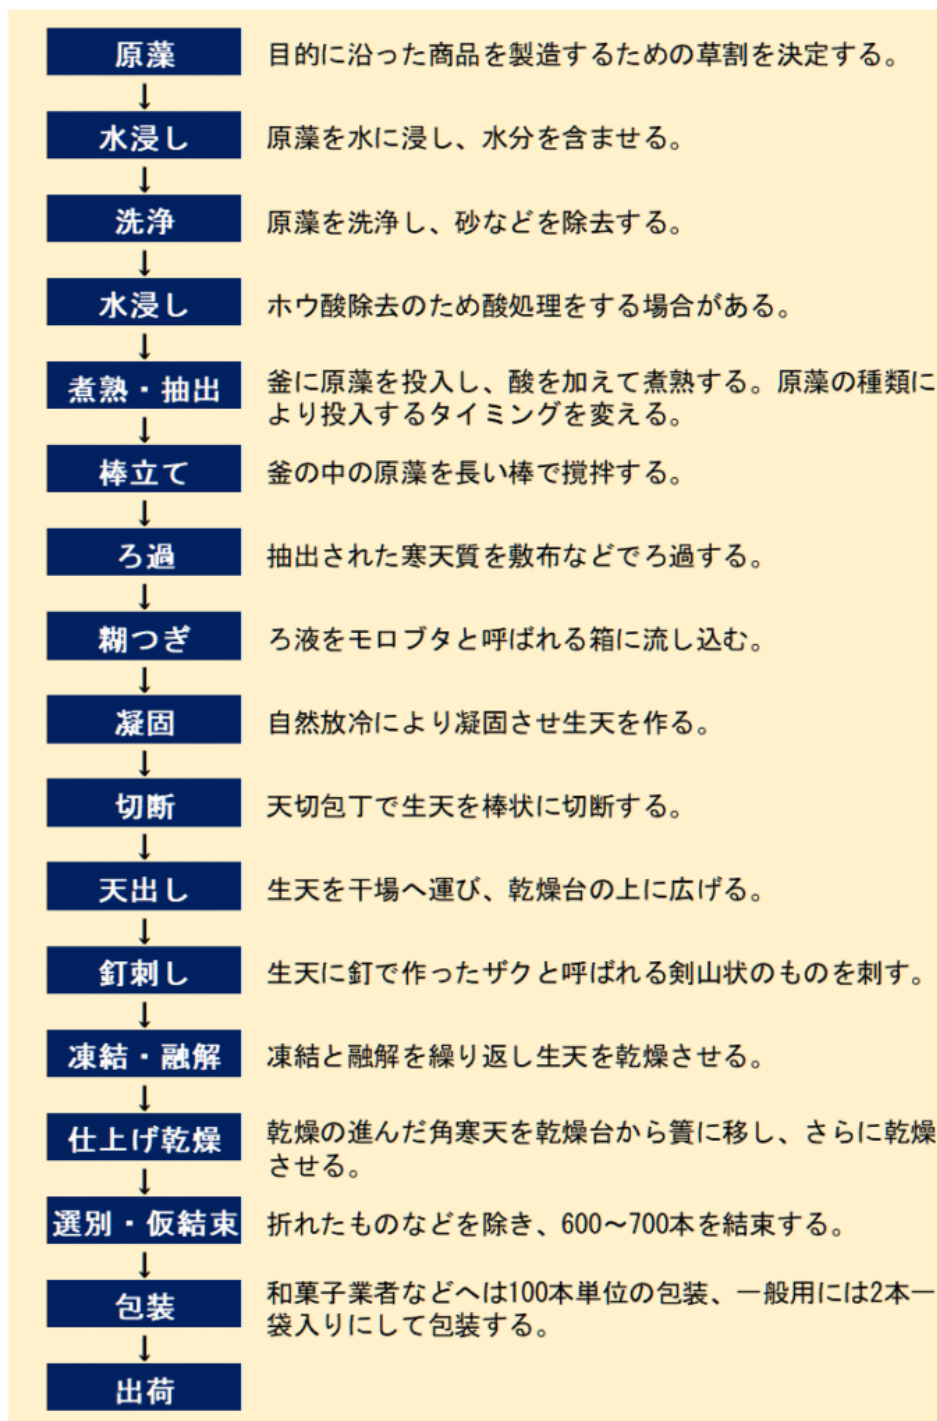 原藻
目的に沿った商品を製造するための草割を決定する。
↓
水浸し
原藻を水に浸し、水分を含ませる。
↓
洗浄
原藻を洗浄し、砂などを除去する。
↓
水浸し
ホウ酸除去のため酸処理をする場合がある。
↓
煮熟・抽出
釜に原藻を投入し、酸を加えて煮熟する。原藻の種類に
より投入するタイミングを変える。
↓
棒立て
釜の中の原藻を長い棒で撹拌する。
↓
ろ過
抽出された寒天質を敷布などでろ過する。
↓
糊つぎ
ろ液をモロブタと呼ばれる箱に流し込む。
↓
凝固
自然放冷により凝固させ生天を作る。
↓
切断
天切包丁で生天を棒状に切断する。
↓
天出し
生天を干場へ運び、乾燥台の上に広げる。
↓
釘刺し
生天に釘で作ったザクと呼ばれる剣山状のものを刺す。
↓
凍結・融解
凍結と融解を繰り返し生天を乾燥させる。
↓
仕上げ乾燥
乾燥の進んだ角寒天を乾燥台から簀に移し、さらに乾燥
させる。
↓
選別・仮結束
折れたものなどを除き、600～700本を結束する。
↓
包装
和菓子業者などへは100本単位の包装、一般用には2本一
袋入りにして包装する。
↓
出荷